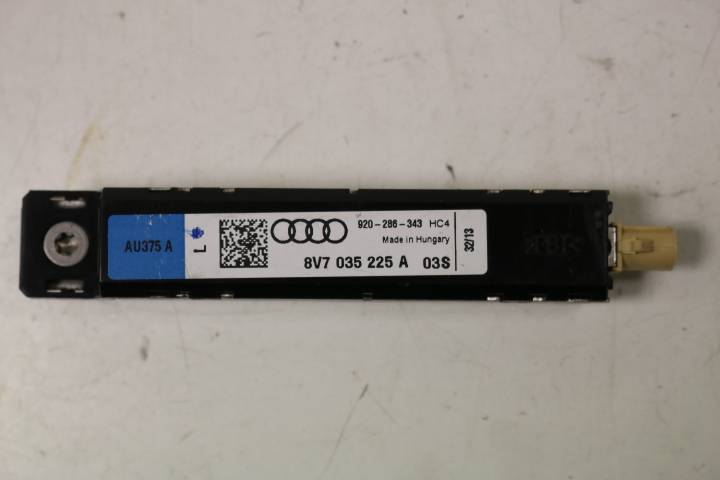 AU375 A
L
920-286-343 HC4
Made in Hungary
8V7 035 225 A 03S
32/13